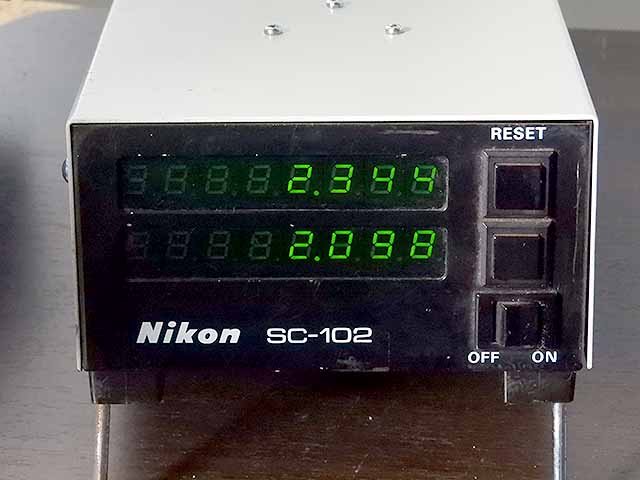 RESET
2.344
2.098
Nikon SC-102
OFF ON